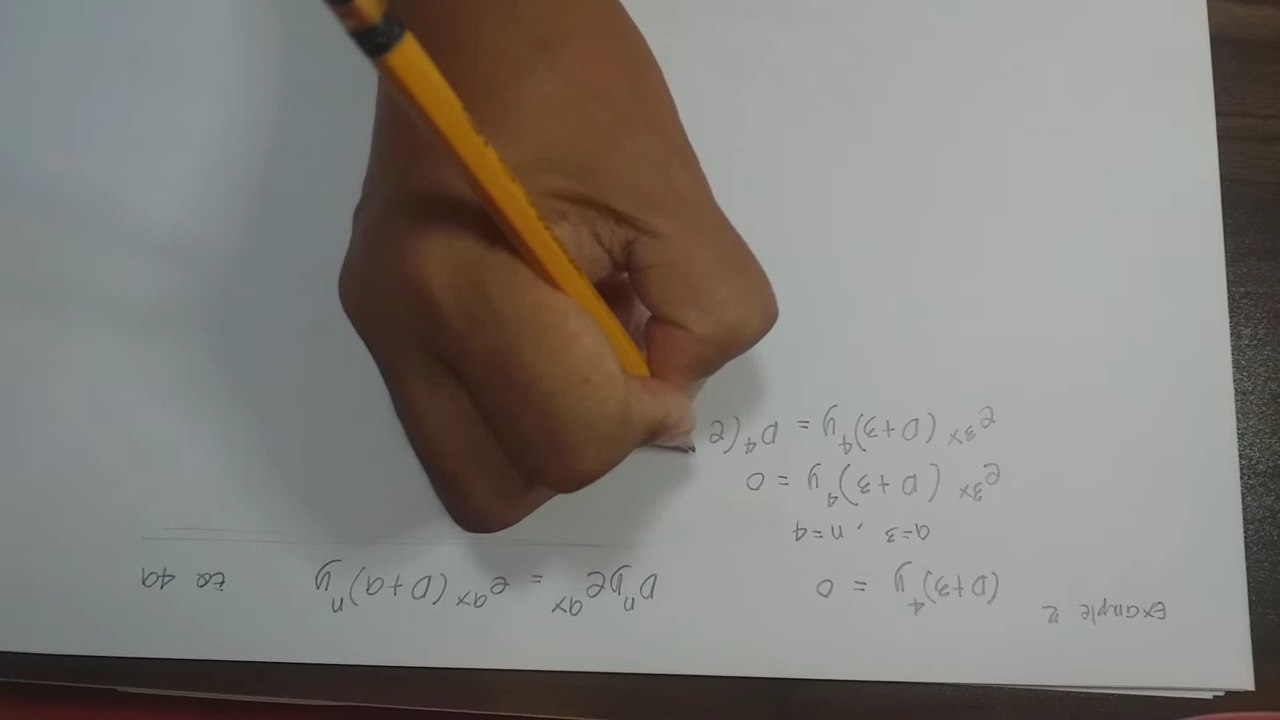 Example 2
(D+3)⁴y = 0
Dⁿye^ax = e^ax (D+a)ⁿy Eq 4a
a=3 , n=4
e^3x (D+3)⁴y = 0
e^3x (D+3)⁴y = D⁴(e